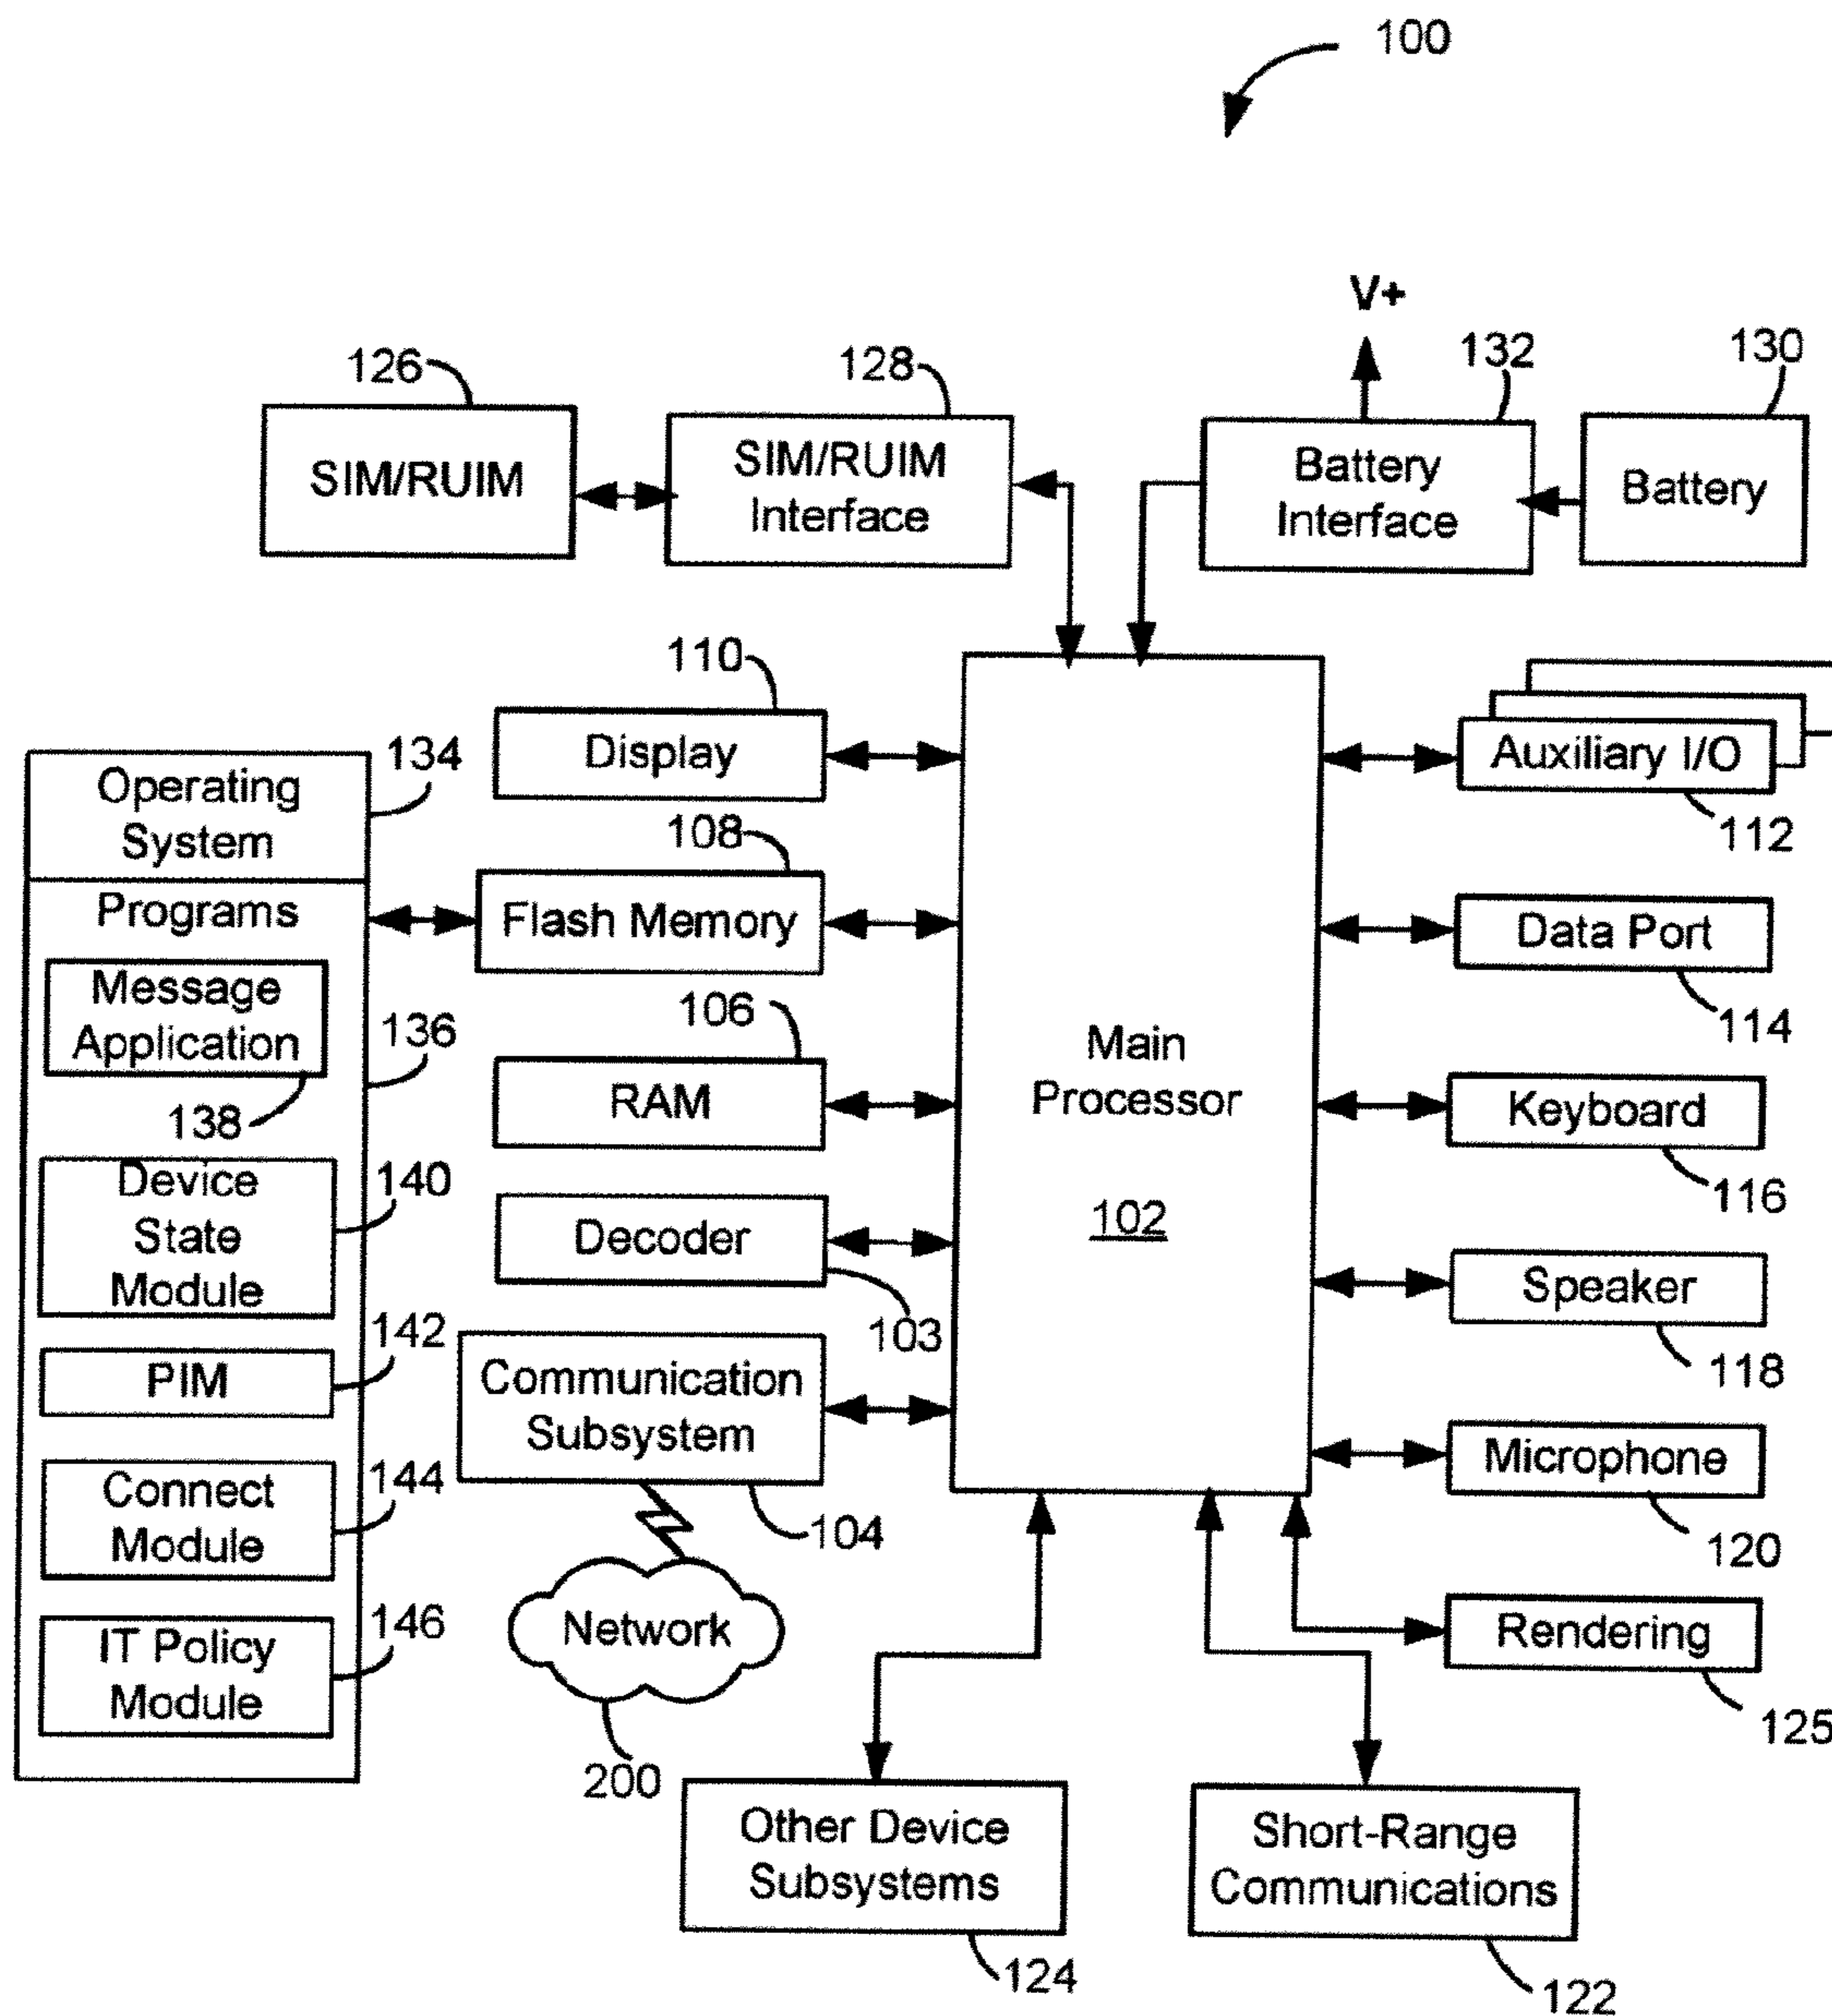 100
V+
126
128
132
130
SIM/RUIM
SIM/RUIM
Interface
Battery
Interface
Battery
110
Display
Auxiliary I/O
112
134
Operating
System
108
Programs
Flash Memory
Data Port
114
Message
Application
138
136
106
RAM
Main
Processor
102
Keyboard
116
Device
State
Module
140
Decoder
103
Speaker
118
PIM
142
Communication
Subsystem
104
Microphone
120
Connect
Module
144
IT Policy
Module
146
Network
200
Rendering
125
Other Device
Subsystems
124
Short-Range
Communications
122